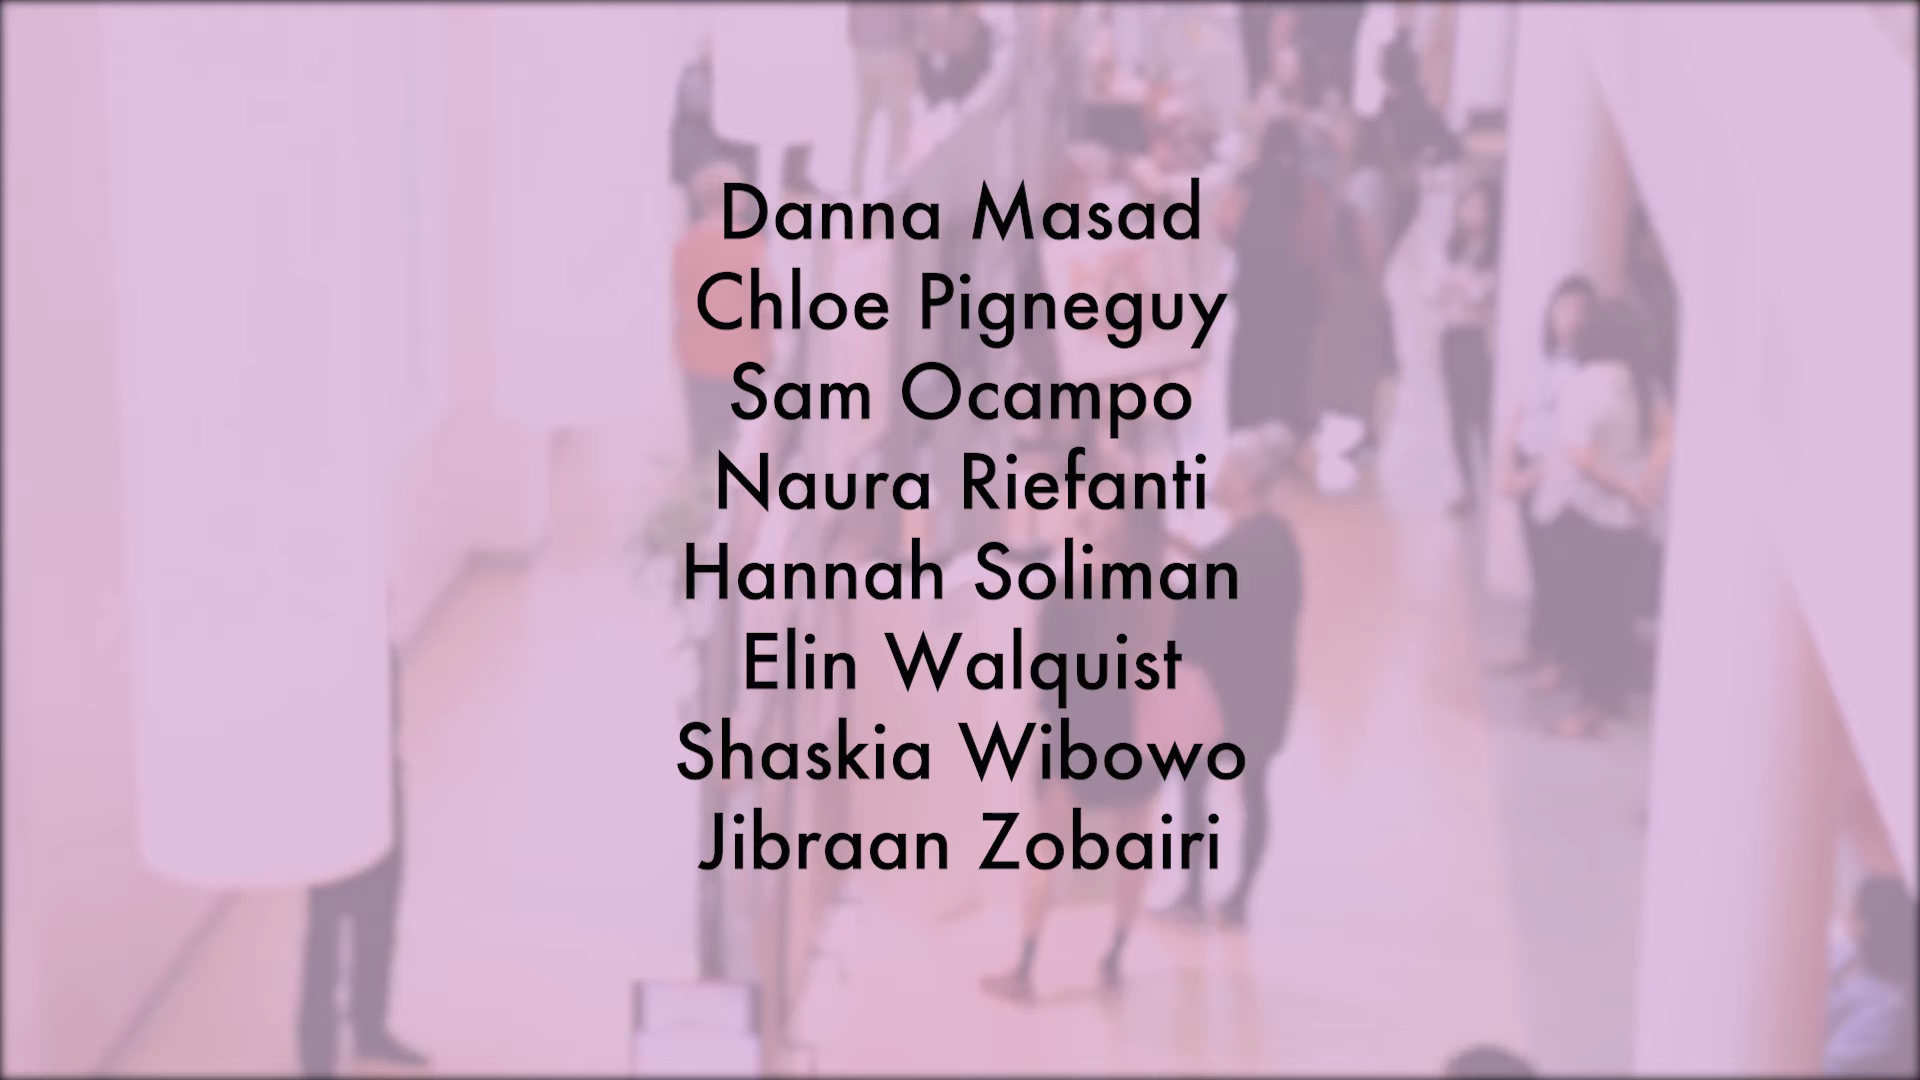 Danna Masad
Chloe Pigneguy
Sam Ocampo
Naura Riefanti
Hannah Soliman
Elin Walquist
Shaskia Wibowo
Jibraan Zobairi